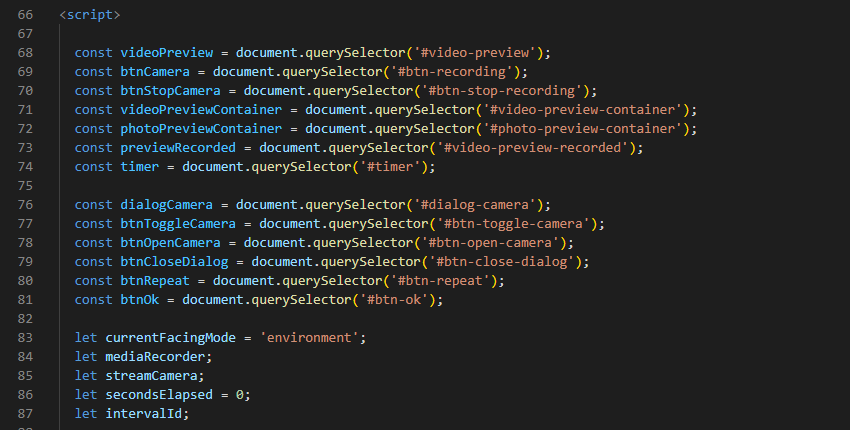 66 <script>
67
68 const videoPreview = document.querySelector('#video-preview');
69 const btnCamera = document.querySelector('#btn-recording');
70 const btnStopCamera = document.querySelector('#btn-stop-recording');
71 const videoPreviewContainer = document.querySelector('#video-preview-container');
72 const photoPreviewContainer = document.querySelector('#photo-preview-container');
73 const previewRecorded = document.querySelector('#video-preview-recorded');
74 const timer = document.querySelector('#timer');
75
76 const dialogCamera = document.querySelector('#dialog-camera');
77 const btnToggleCamera = document.querySelector('#btn-toggle-camera');
78 const btnOpenCamera = document.querySelector('#btn-open-camera');
79 const btnCloseDialog = document.querySelector('#btn-close-dialog');
80 const btnRepeat = document.querySelector('#btn-repeat');
81 const btnOk = document.querySelector('#btn-ok');
82
83 let currentFacingMode = 'environment';
84 let mediaRecorder;
85 let streamCamera;
86 let secondsElapsed = 0;
87 let intervalId;